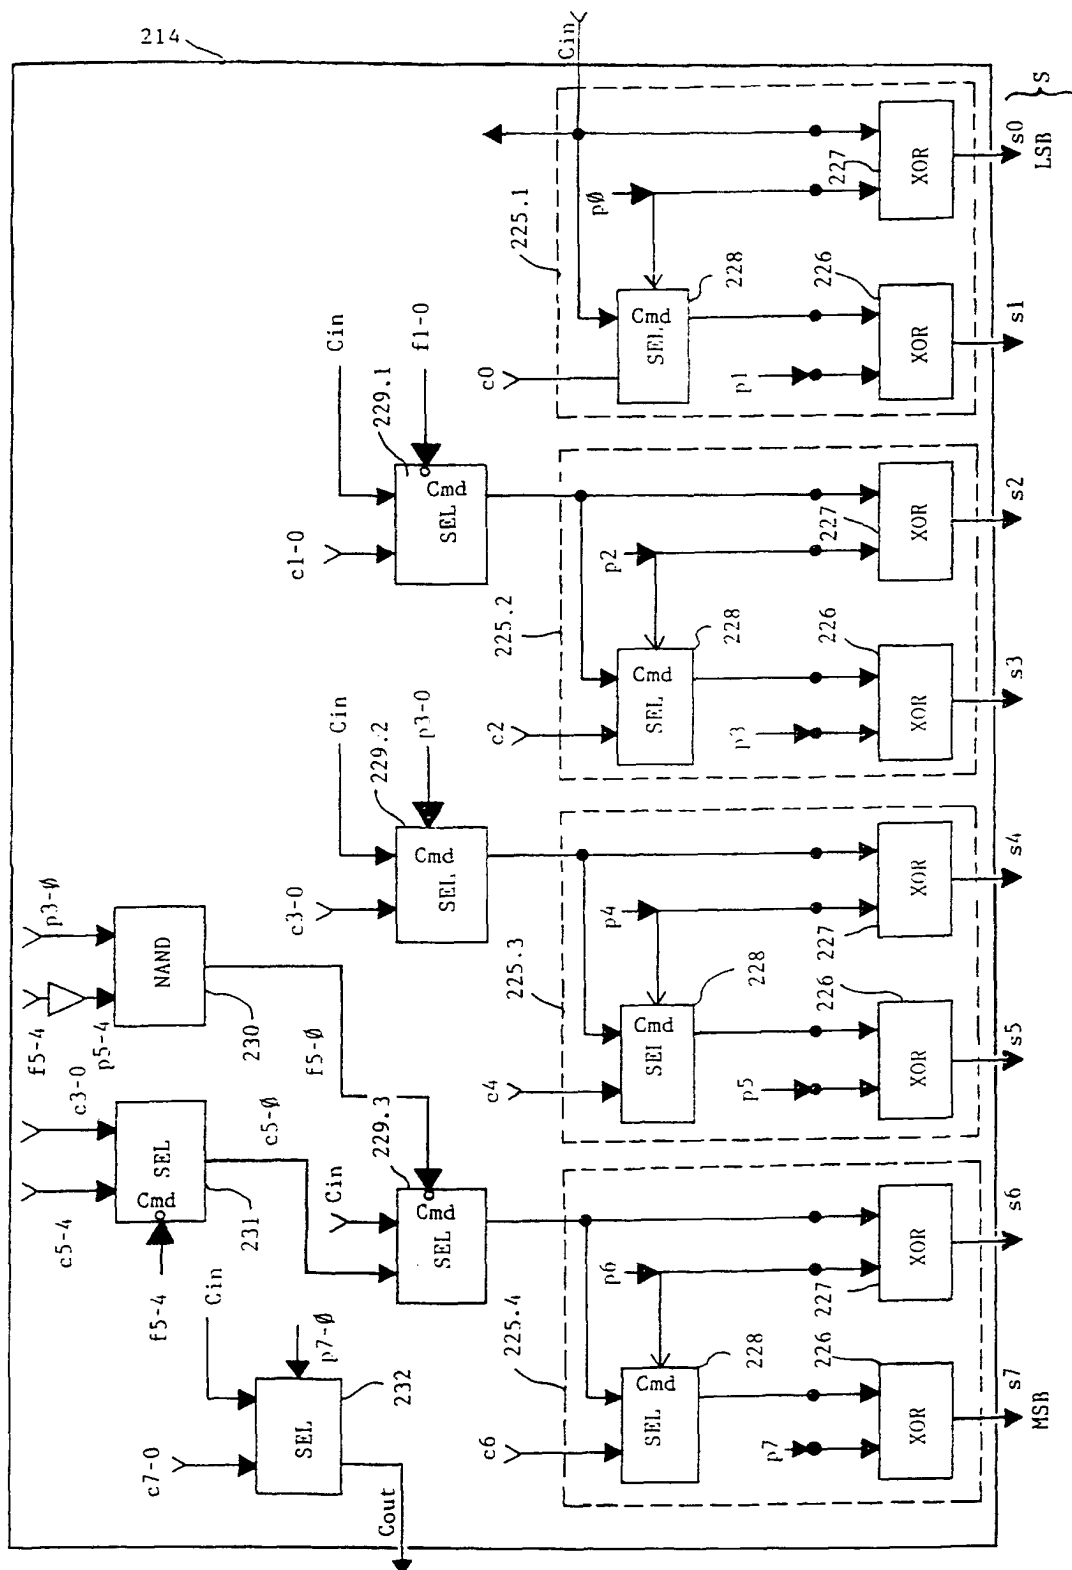 214
Cin
S
s0
LSB
XOR
227
p0
225.1
228
226
Cmd
SEL
c0
p1
XOR
s1
Cin
f1-0
229.1
Cmd
SEL
c1-0
s2
XOR
227
p2
225.2
228
226
Cmd
SEL
c2
p3
XOR
s3
Cin
p3-0
229.2
Cmd
SEL
c3-0
s4
XOR
227
p4
225.3
228
226
Cmd
SEI
c4
p5
XOR
s5
p3-0
NAND
230
f5-4
p5-4
f5-0
c3-0
c5-0
SEL
Cmd
231
c5-4
f5-4
229.3
Cin
Cmd
SEL
s6
XOR
227
p6
225.4
228
226
Cmd
SEL
c6
p7
XOR
s7
MSB
Cin
p7-0
232
SEL
c7-0
Cout